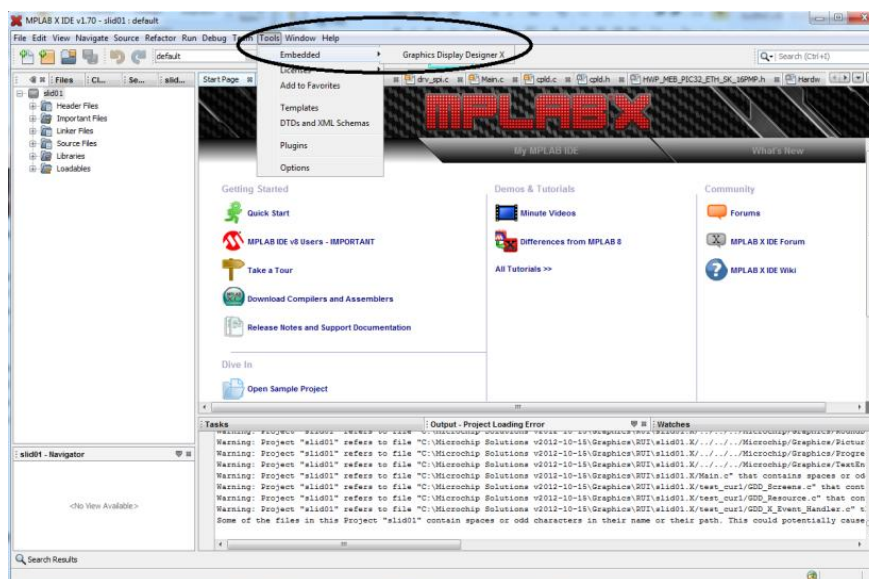 MPLAB X IDE v1.70 - slid01 : default
File Edit View Navigate Source Refactor Run Debug Tools Window Help
default
Search (Ctrl+I)
Embedded
Graphics Display Designer X
Licenses
Add to Favorites
Templates
DTDs and XML Schemas
Plugins
Options
Files
Start Page
drv_spi.c
Main.c
cpld.c
cpld.h
HWP_MEB_PIC32_ETH_SK_16PMP.h
Hardw
slid01
Header Files
Important Files
Linker Files
Source Files
Libraries
Loadables
MPLAB X
My MPLAB IDE
What's New
Getting Started
Quick Start
MPLAB IDE v8 Users - IMPORTANT
Take a Tour
Download Compilers and Assemblers
Release Notes and Support Documentation
Dive In
Open Sample Project
Demos & Tutorials
Minute Videos
Differences from MPLAB 8
All Tutorials >>
Community
Forums
MPLAB X IDE Forum
MPLAB X IDE Wiki
slid01 - Navigator
<No View Available>
Tasks
Output - Project Loading Error
Watches
Warning: Project "slid01" refers to file "C:\Microchip Solutions v2012-10-15\Graphics\RUI\slid01.X/../../../Microchip/Graphics/Pictur
Warning: Project "slid01" refers to file "C:\Microchip Solutions v2012-10-15\Graphics\RUI\slid01.X/../../../Microchip/Graphics/Progre
Warning: Project "slid01" refers to file "C:\Microchip Solutions v2012-10-15\Graphics\RUI\slid01.X/../../../Microchip/Graphics/TextEn
Warning: Project "slid01" refers to file "C:\Microchip Solutions v2012-10-15\Graphics\RUI\slid01.X/Main.c" that contains spaces or od
Warning: Project "slid01" refers to file "C:\Microchip Solutions v2012-10-15\Graphics\RUI\slid01.X/test_cur1/GDD_Screens.c" that cont
Warning: Project "slid01" refers to file "C:\Microchip Solutions v2012-10-15\Graphics\RUI\slid01.X/test_cur1/GDD_Resource.c" that con
Warning: Project "slid01" refers to file "C:\Microchip Solutions v2012-10-15\Graphics\RUI\slid01.X/test_cur1/GDD_X_Event_Handler.c" t
Some of the files in this Project "slid01" contain spaces or odd characters in their name or their path. This could potentially cause
Search Results